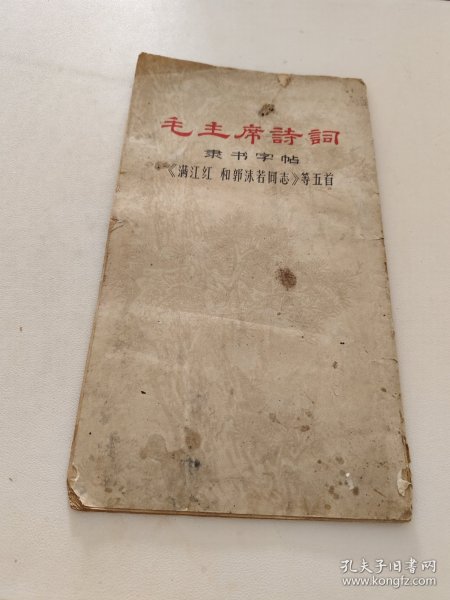 毛主席詩詞
隶书字帖
《满江红 和郭沫若同志》等五首
孔夫子旧书网
www.kongfz.com